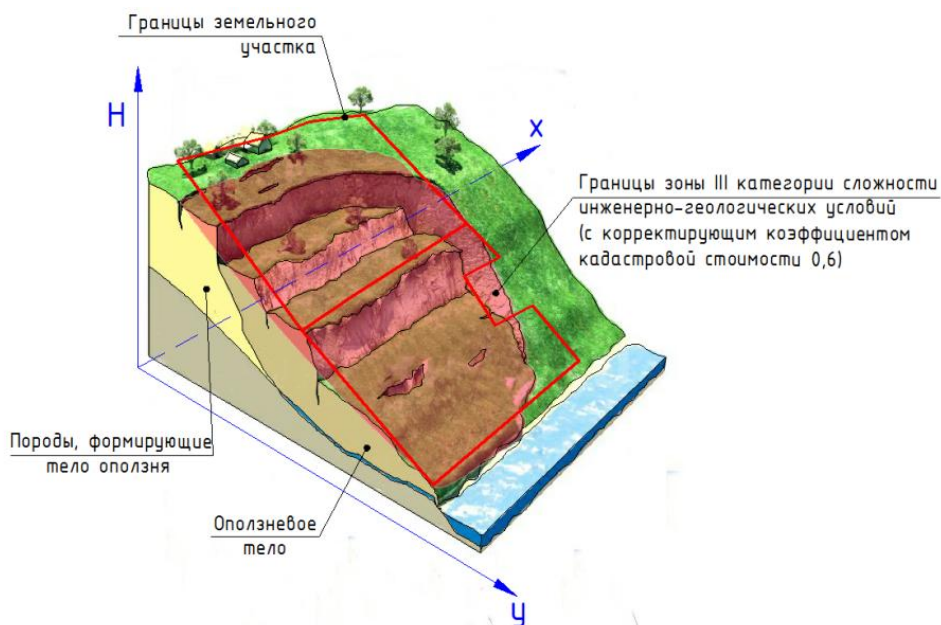 Границы земельного
участка
H
x
Границы зоны III категории сложности
инженерно-геологических условий
(с корректирующим коэффициентом
кадастровой стоимости 0,6)
Породы, формирующие
тело оползня
Оползневое
тело
y